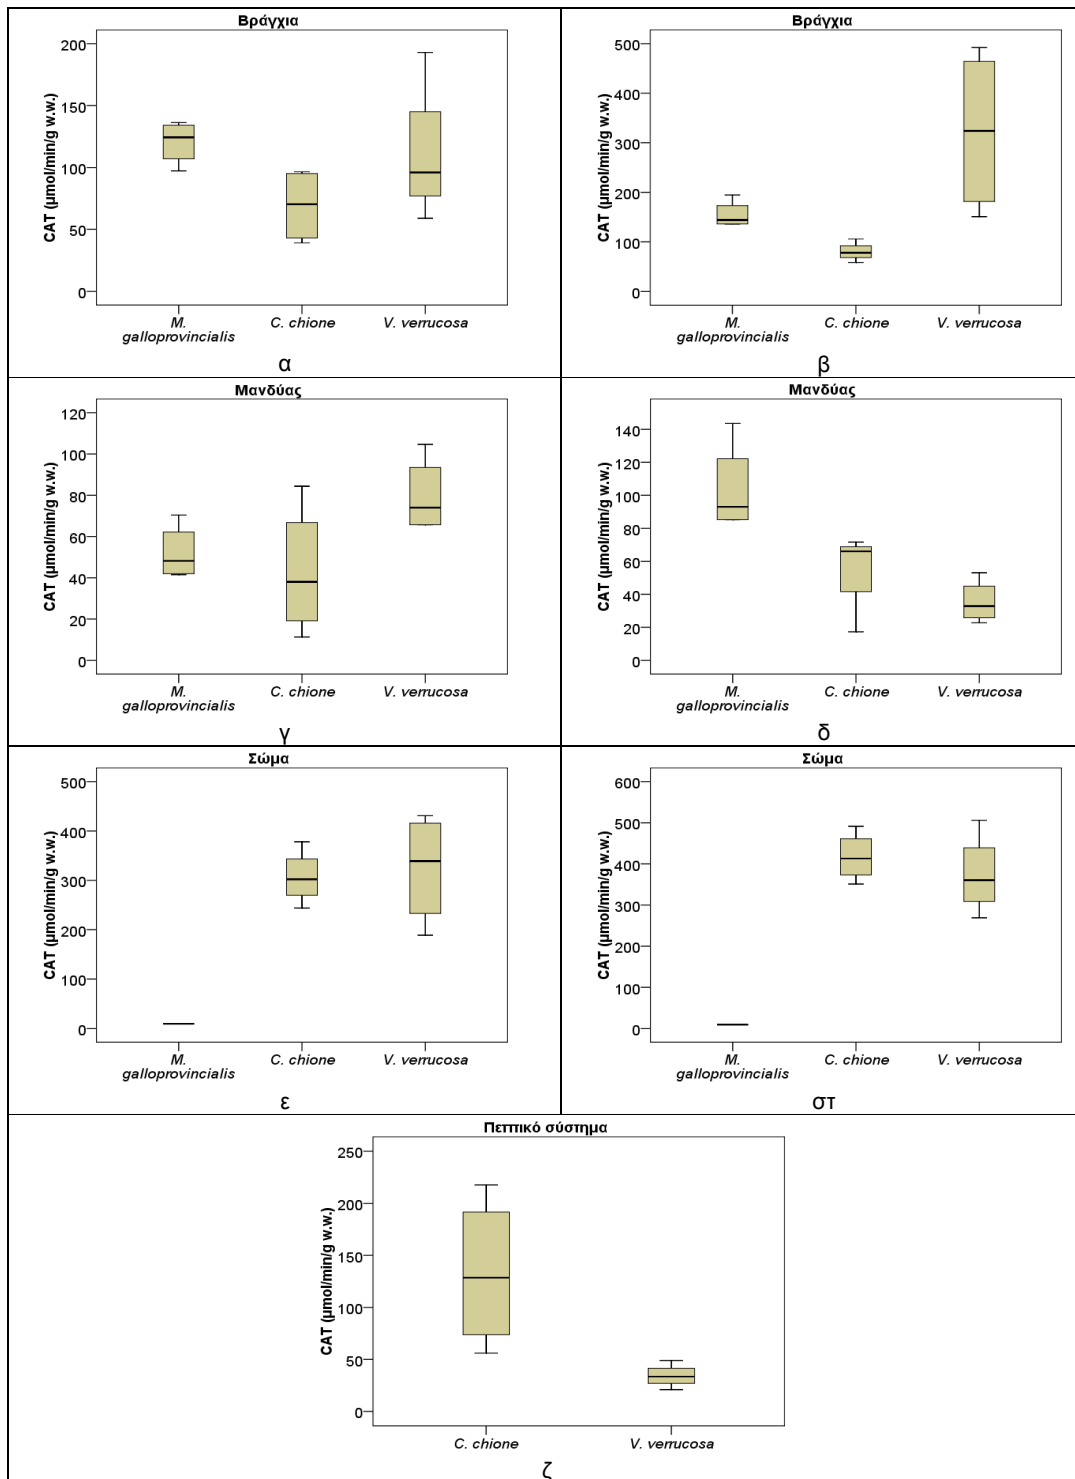 Βράγχια
CAT (µmol/min/g w.w.)
200
150
100
50
0
M. galloprovincialis
C. chione
V. verrucosa
α
Βράγχια
CAT (µmol/min/g w.w.)
500
400
300
200
100
0
M. galloprovincialis
C. chione
V. verrucosa
β
Μανδύας
CAT (µmol/min/g w.w.)
120
100
80
60
40
20
0
M. galloprovincialis
C. chione
V. verrucosa
γ
Μανδύας
CAT (µmol/min/g w.w.)
140
120
100
80
60
40
20
0
M. galloprovincialis
C. chione
V. verrucosa
δ
Σώμα
CAT (µmol/min/g w.w.)
500
400
300
200
100
0
M. galloprovincialis
C. chione
V. verrucosa
ε
Σώμα
CAT (µmol/min/g w.w.)
600
500
400
300
200
100
0
M. galloprovincialis
C. chione
V. verrucosa
στ
Πεπτικό σύστημα
CAT (µmol/min/g w.w.)
250
200
150
100
50
0
C. chione
V. verrucosa
ζ